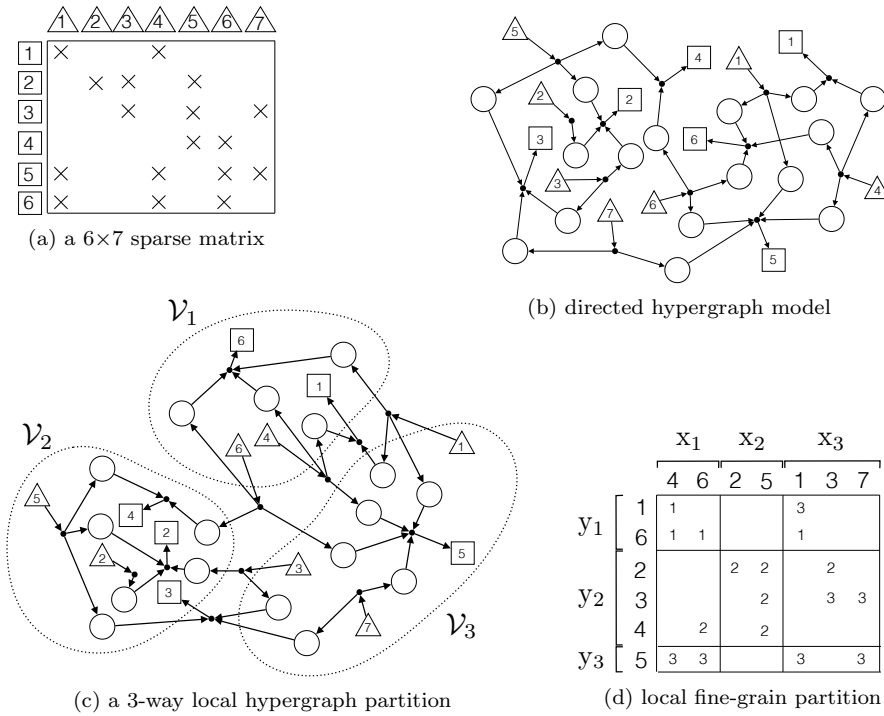 1 2 3 4 5 6 7
1 × ×
2 × × ×
3 × × ×
4 × ×
5 × × × ×
6 × × ×
(a) a 6×7 sparse matrix
5
1
4
1
2
2
3
6
3
6
4
7
5
(b) directed hypergraph model
V₁
6
1
V₂
6
4
1
5
4
2
5
2
3
3
7
V₃
(c) a 3-way local hypergraph partition
x₁ x₂ x₃
4 6 2 5 1 3 7
y₁ 1 1 3
6 1 1 1
y₂ 2 2 2 2
3 2 3 3
4 2 2
y₃ 5 3 3 3 3
(d) local fine-grain partition